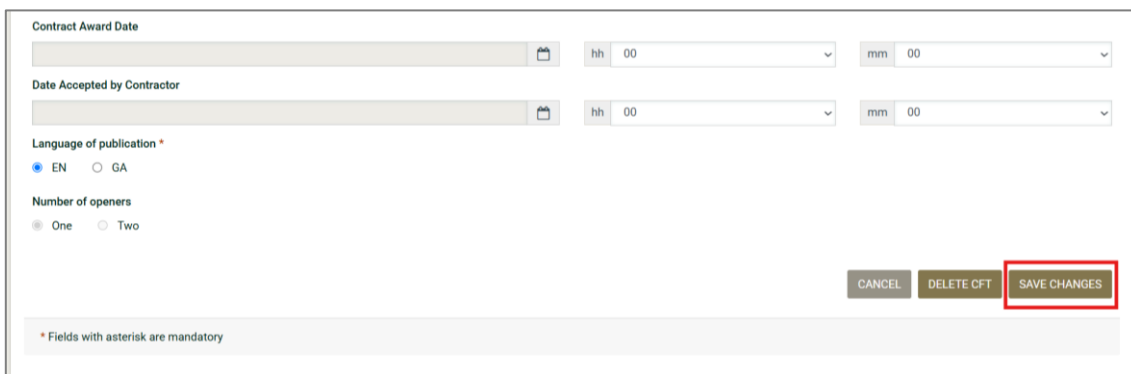 Contract Award Date
hh 00 mm 00
Date Accepted by Contractor
hh 00 mm 00
Language of publication *
EN GA
Number of openers
One Two
CANCEL DELETE CFT SAVE CHANGES
* Fields with asterisk are mandatory